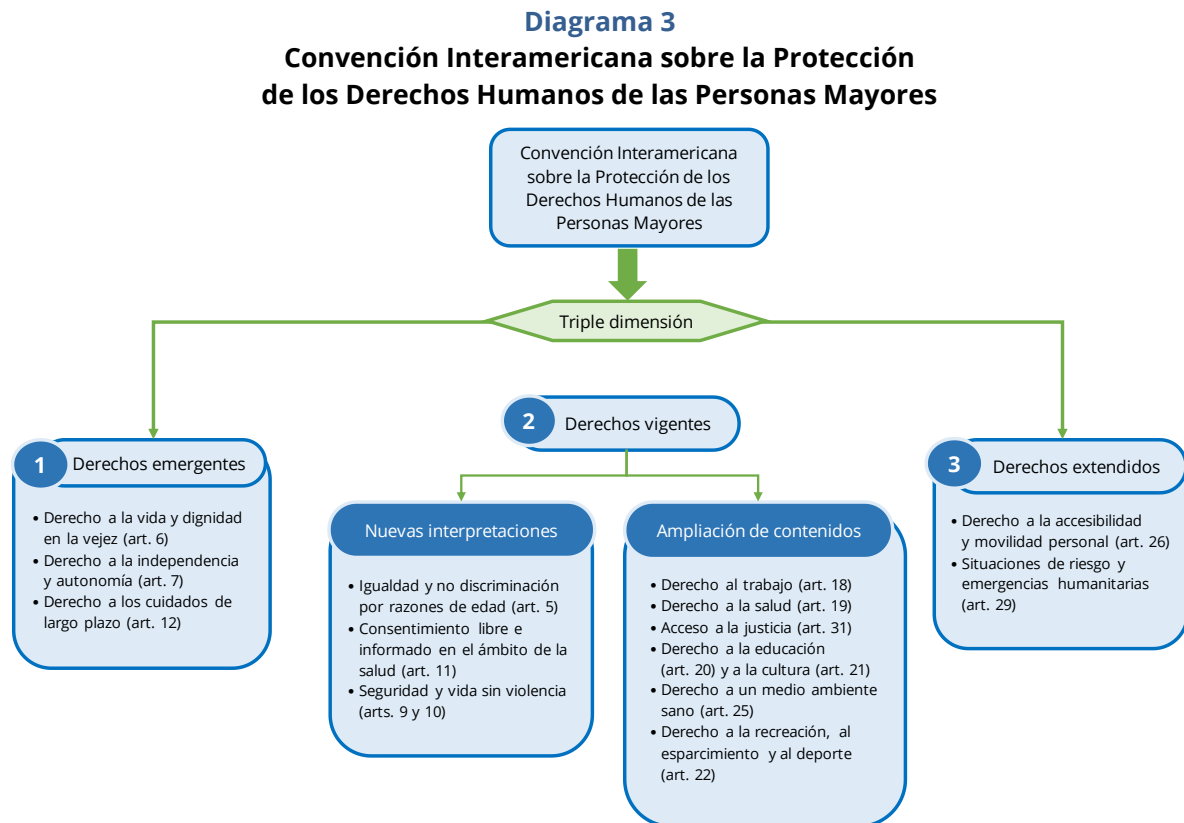 Diagrama 3
Convención Interamericana sobre la Protección
de los Derechos Humanos de las Personas Mayores
Convención Interamericana
sobre la Protección de los
Derechos Humanos de las
Personas Mayores
Triple dimensión
1 Derechos emergentes
• Derecho a la vida y dignidad
en la vejez (art. 6)
• Derecho a la independencia
y autonomía (art. 7)
• Derecho a los cuidados de
largo plazo (art. 12)
2 Derechos vigentes
Nuevas interpretaciones
• Igualdad y no discriminación
por razones de edad (art. 5)
• Consentimiento libre e
informado en el ámbito de la
salud (art. 11)
• Seguridad y vida sin violencia
(arts. 9 y 10)
Ampliación de contenidos
• Derecho al trabajo (art. 18)
• Derecho a la salud (art. 19)
• Acceso a la justicia (art. 31)
• Derecho a la educación
(art. 20) y a la cultura (art. 21)
• Derecho a un medio ambiente
sano (art. 25)
• Derecho a la recreación, al
esparcimiento y al deporte
(art. 22)
3 Derechos extendidos
• Derecho a la accesibilidad
y movilidad personal (art. 26)
• Situaciones de riesgo y
emergencias humanitarias
(art. 29)